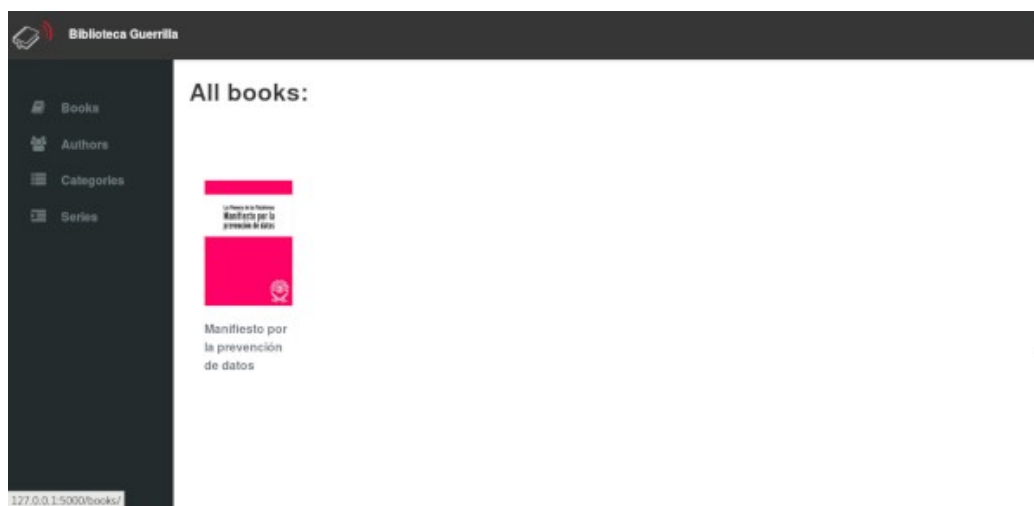 Biblioteca Guerrilla
Books
Authors
Categories
Series
All books:
Manifiesto por la
prevención de datos
Manifiesto por
la prevención
de datos
127.0.0.1:5000/books/